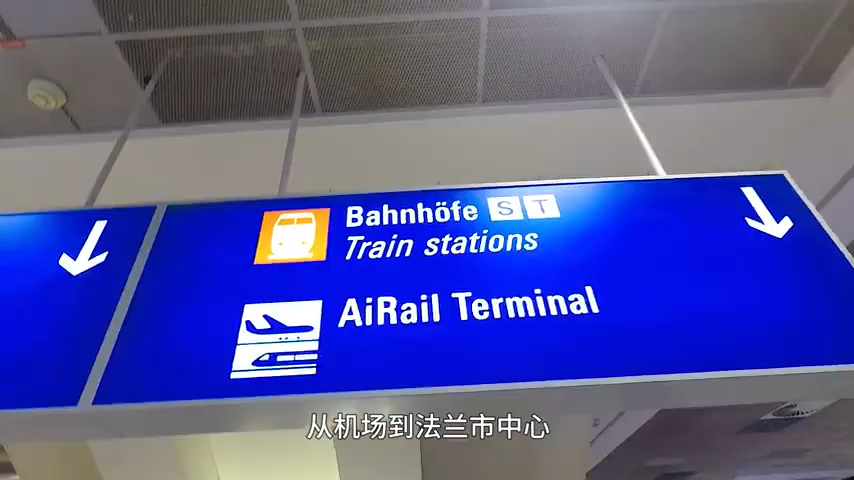 Bahnhöfe S T
Train stations
AiRail Terminal
从机场到法兰市中心